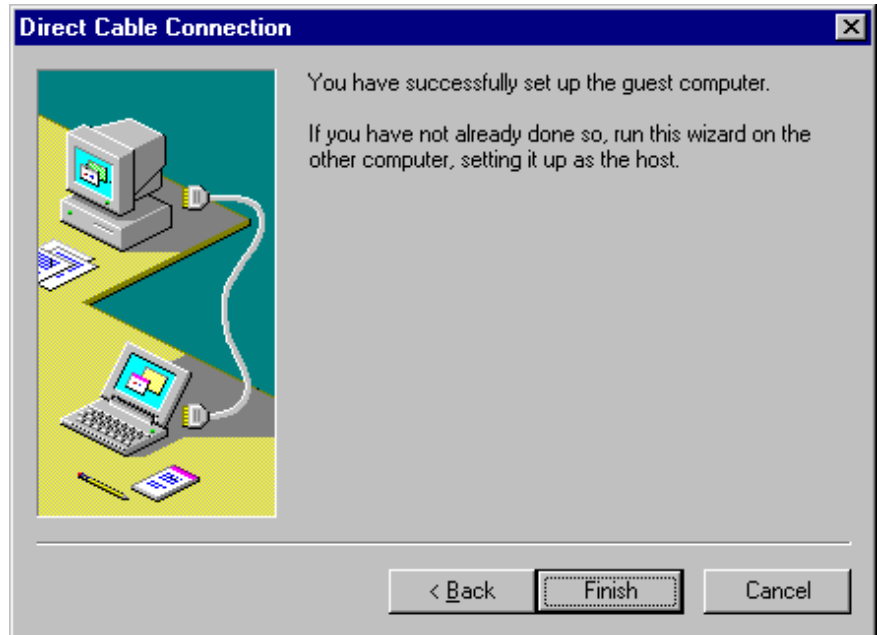 Direct Cable Connection
You have successfully set up the guest computer.
If you have not already done so, run this wizard on the
other computer, setting it up as the host.
< Back
Finish
Cancel